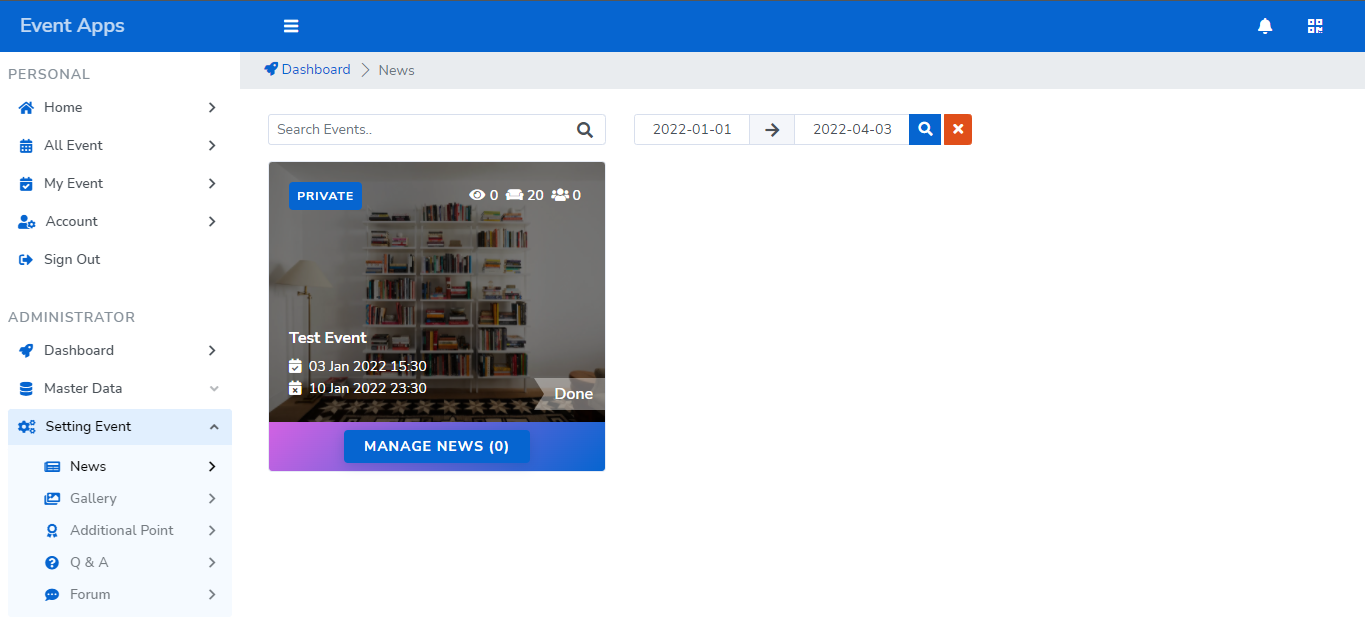 Event Apps
PERSONAL
Home
All Event
My Event
Account
Sign Out
ADMINISTRATOR
Dashboard
Master Data
Setting Event
News
Gallery
Additional Point
Q & A
Forum
Dashboard News
Search Events..
2022-01-01 2022-04-03
PRIVATE 0 20 0
Test Event
03 Jan 2022 15:30
10 Jan 2022 23:30
Done
MANAGE NEWS (0)